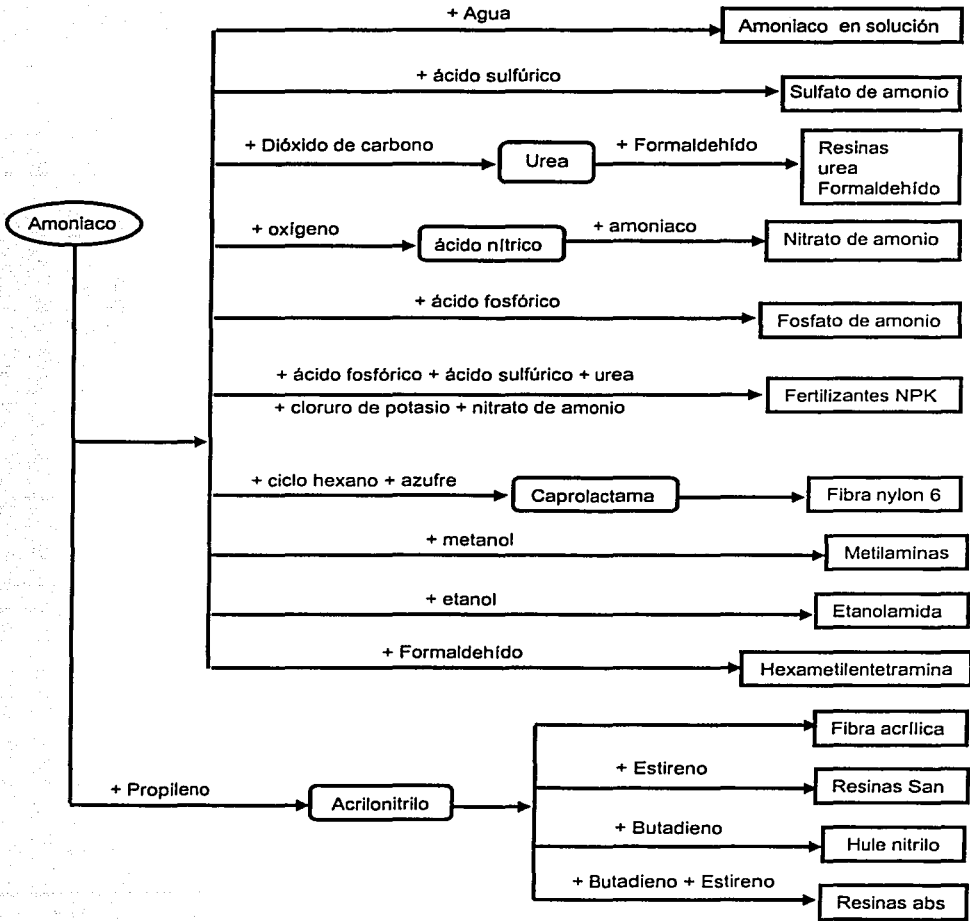 + Agua
Amoniaco en solución
+ ácido sulfúrico
Sulfato de amonio
+ Dióxido de carbono
Urea
+ Formaldehído
Resinas
urea
Formaldehído
Amoniaco
+ oxígeno
ácido nítrico
+ amoniaco
Nitrato de amonio
+ ácido fosfórico
Fosfato de amonio
+ ácido fosfórico + ácido sulfúrico + urea
+ cloruro de potasio + nitrato de amonio
Fertilizantes NPK
+ ciclo hexano + azufre
Caprolactama
Fibra nylon 6
+ metanol
Metilaminas
+ etanol
Etanolamida
+ Formaldehído
Hexametilentetramina
Fibra acrílica
+ Propileno
Acrilonitrilo
+ Estireno
Resinas San
+ Butadieno
Hule nitrilo
+ Butadieno + Estireno
Resinas abs